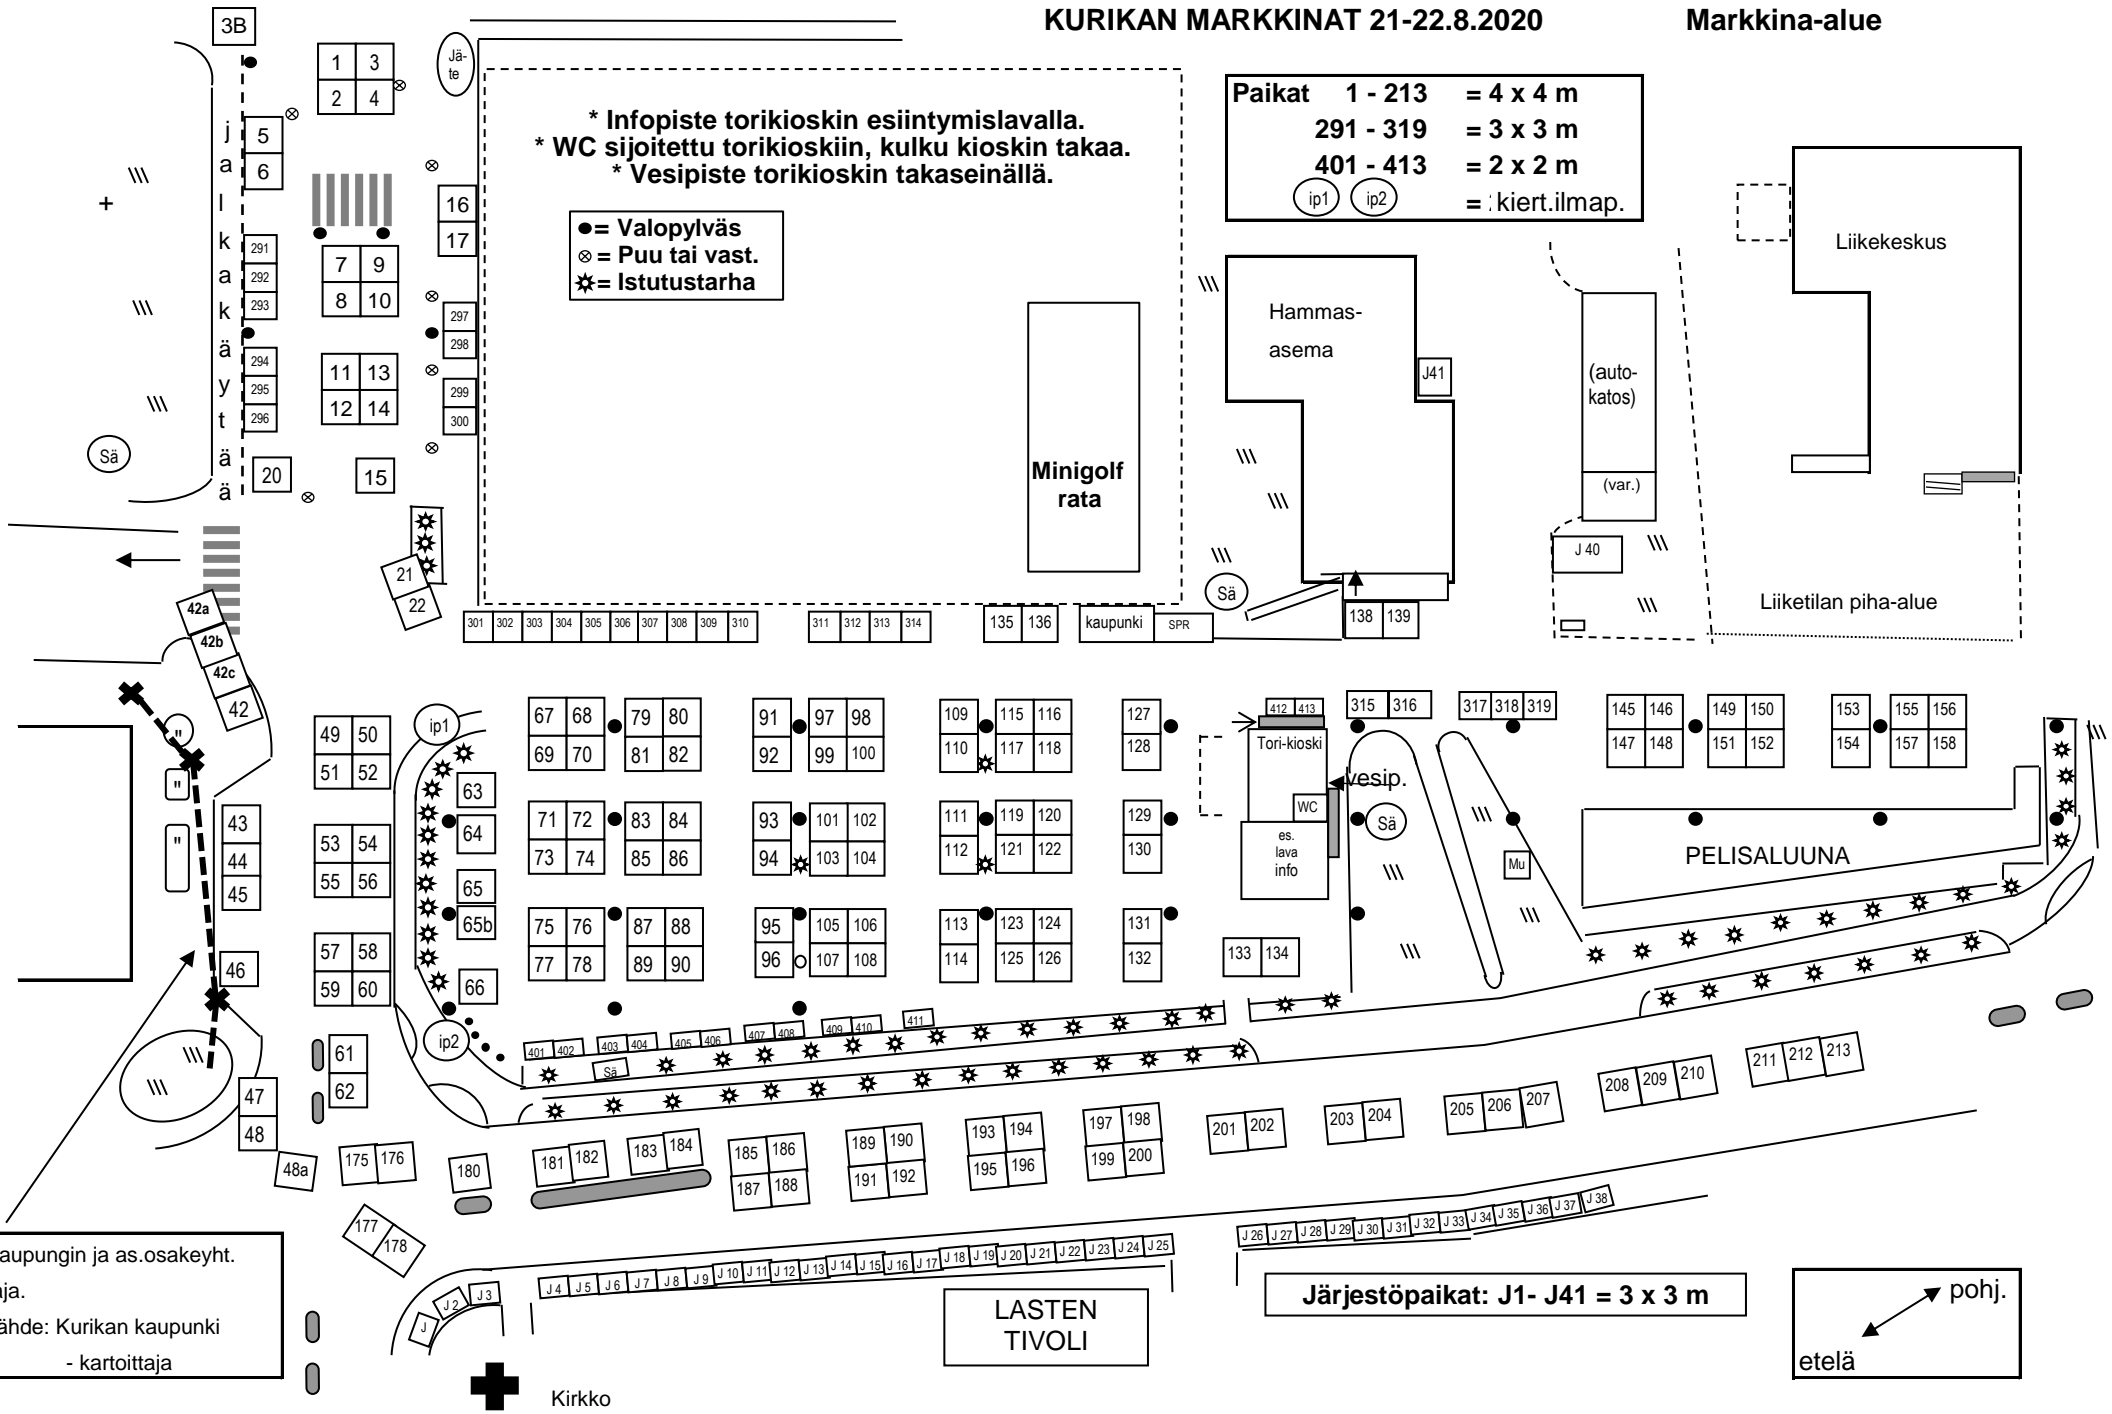 KURIKAN MARKKINAT 21-22.8.2020 Markkina-alue
3B
1 3
2 4
Jä-
te
* Infopiste torikioskin esiintymislavalla.
* WC sijoitettu torikioskiin, kulku kioskin takaa.
* Vesipiste torikioskin takaseinällä.
Paikat 1 - 213 = 4 x 4 m
291 - 319 = 3 x 3 m
401 - 413 = 2 x 2 m
ip1 ip2 = kiert.ilmap.
= Valopylväs
= Puu tai vast.
= Istutustarha
jalkakäytävä
5
6
291
292
293
294
295
296
20
15
16
17
7 9
8 10
297
298
11 13
12 14
299
300
Sä
21
22
Minigolf
rata
Hammas-
asema
J41
(auto-
katos)
(var.)
J 40
Liikekeskus
Liiketilan piha-alue
Sä
301 302 303 304 305 306 307 308 309 310
311 312 313 314
135 136
kaupunki SPR
138 139
42a
42b
42c
42
"
"
"
43
44
45
46
47
48
48a
49 50
51 52
53 54
55 56
57 58
59 60
61
62
ip1
63
64
65
65b
66
ip2
67 68
69 70
79 80
81 82
91
92
97 98
99 100
109
110
115 116
117 118
127
128
71 72
73 74
83 84
85 86
93
94
101 102
103 104
111
112
119 120
121 122
129
130
75 76
77 78
87 88
89 90
95
96
105 106
107 108
113
114
123 124
125 126
131
132
133 134
412 413
Tori-kioski
WC
es.
lava
info
vesip.
Sä
315 316
317 318 319
Mu
145 146
147 148
149 150
151 152
153
154
155 156
157 158
PELISALUUNA
401 402 403 404 405 406 407 408 409 410 411
Sä
175 176
177 178
180
181 182
183 184
185 186
187 188
189 190
191 192
193 194
195 196
197 198
199 200
201 202
203 204
205 206 207
208 209 210
211 212 213
J
J 2
J 3
J 4 J 5 J 6 J 7 J 8 J 9 J 10 J 11 J 12 J 13 J 14 J 15 J 16 J 17 J 18 J 19 J 20 J 21 J 22 J 23 J 24 J 25
J 26 J 27 J 28 J 29 J 30 J 31 J 32 J 33 J 34 J 35 J 36 J 37 J 38
LASTEN
TIVOLI
Järjestöpaikat: J1- J41 = 3 x 3 m
pohj.
etelä
aupungin ja as.osakeyht.
aja.
ähde: Kurikan kaupunki
- kartoittaja
Kirkko